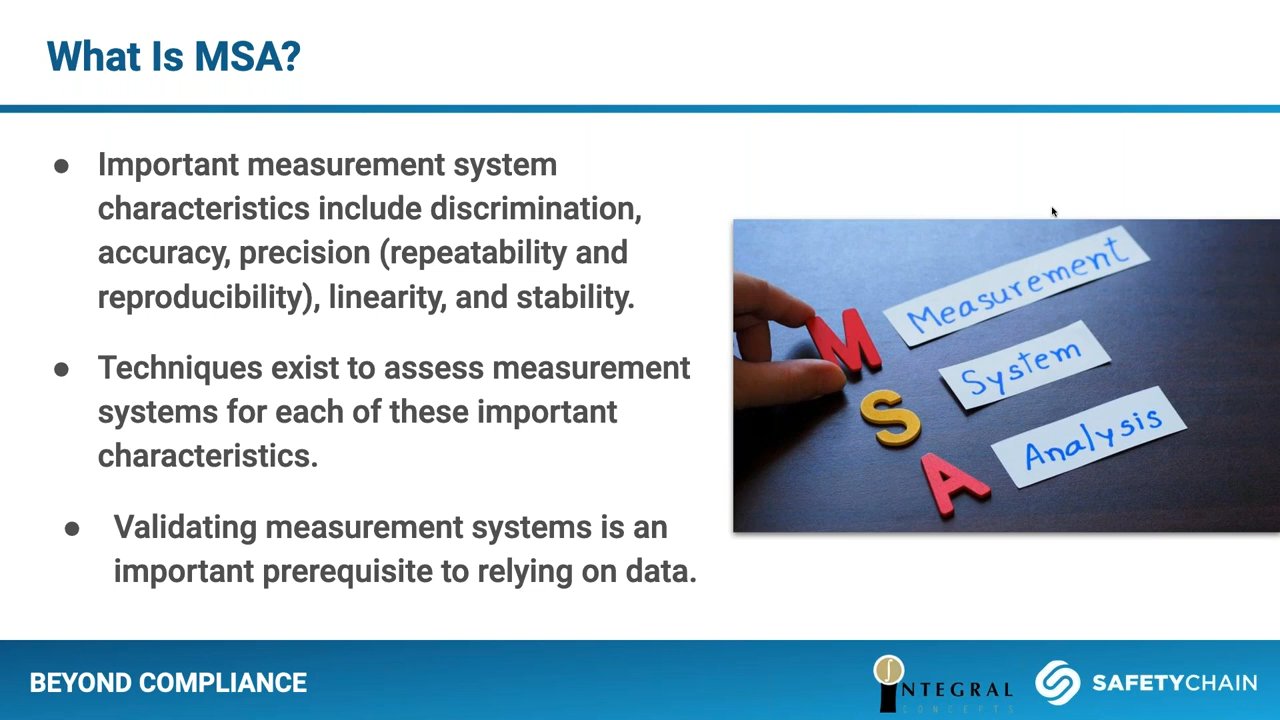 What Is MSA?
● Important measurement system
characteristics include discrimination,
accuracy, precision (repeatability and
reproducibility), linearity, and stability.
● Techniques exist to assess measurement
systems for each of these important
characteristics.
● Validating measurement systems is an
important prerequisite to relying on data.
M Measurement
S System
A Analysis
BEYOND COMPLIANCE
INTEGRAL
CONCEPTS
SAFETYCHAIN